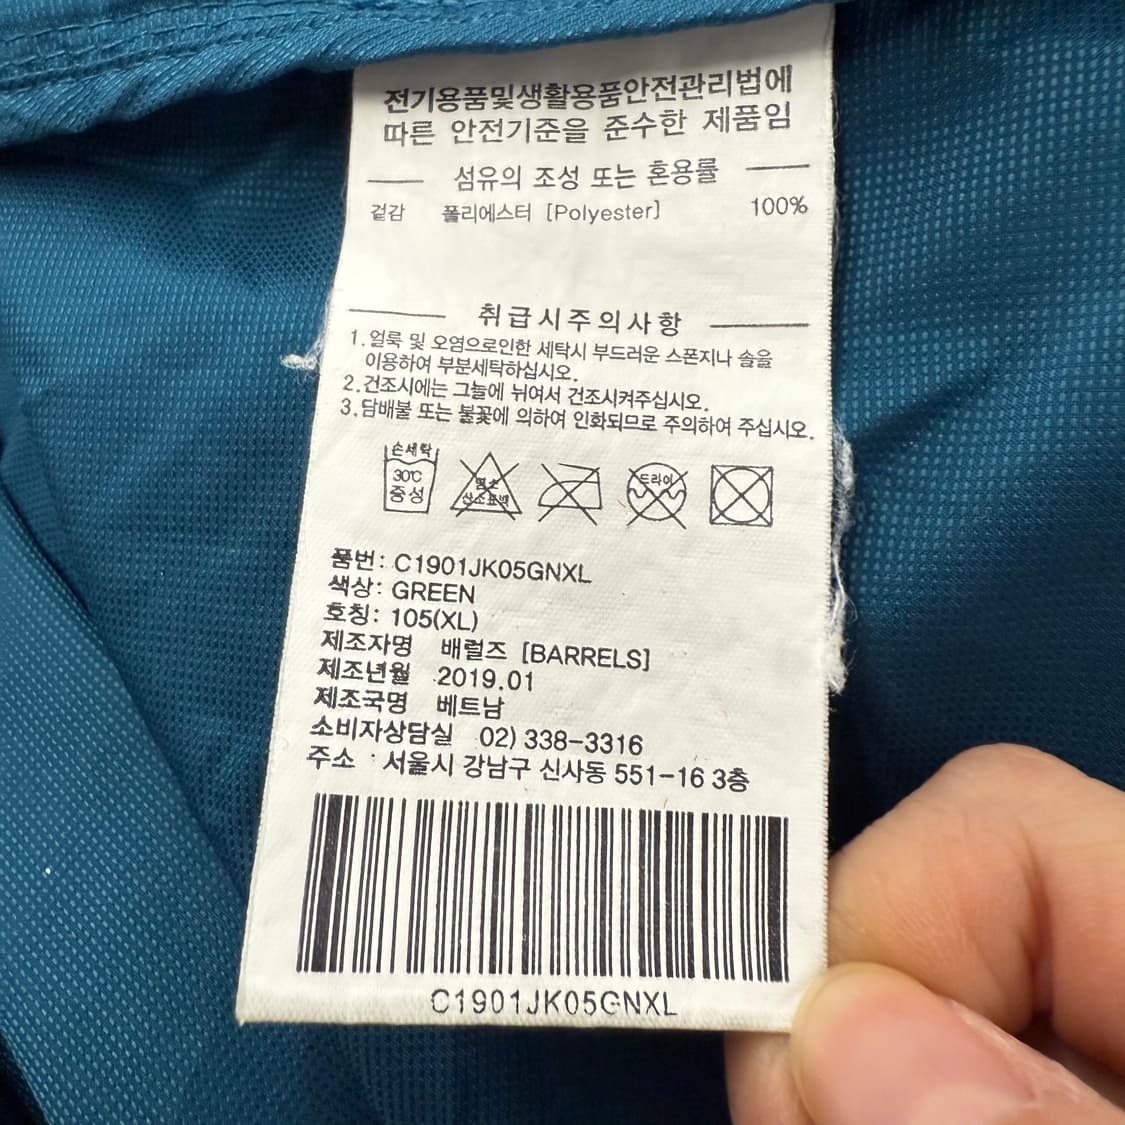 전기용품및생활용품안전관리법에
따른 안전기준을 준수한 제품임
섬유의 조성 또는 혼용률
겉감 폴리에스터 [Polyester] 100%
취급시주의사항
1.얼룩 및 오염으로인한 세탁시 부드러운 스폰지나 솔을
이용하여 부분세탁하십시오.
2.건조시에는 그늘에 뉘어서 건조시켜주십시오.
3.담배불 또는 불꽃에 의하여 인화되므로 주의하여 주십시오.
손세탁
30℃
중성
염소
산소표백
드라이
품번: C1901JK05GNXL
색상: GREEN
호칭: 105(XL)
제조자명 배럴즈 [BARRELS]
제조년월 2019.01
제조국명 베트남
소비자상담실 02) 338-3316
주소 서울시 강남구 신사동 551-16 3층
C1901JK05GNXL